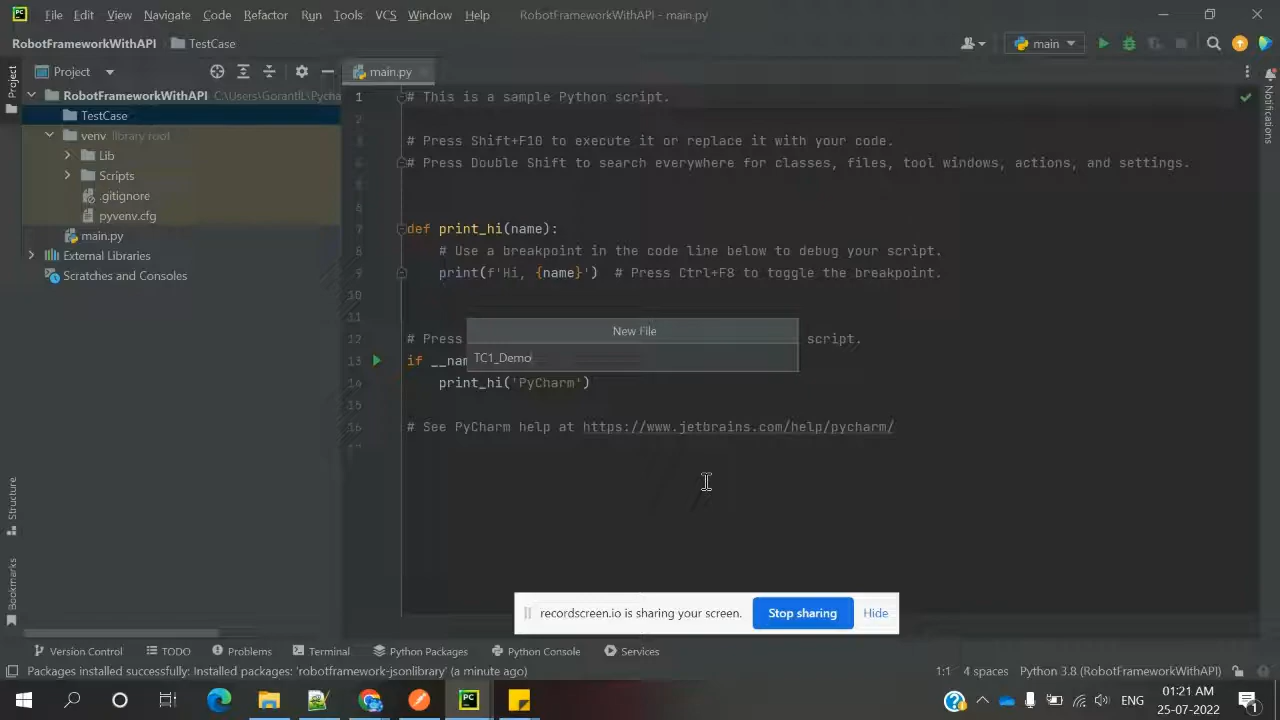 PC File Edit View Navigate Code Refactor Run Tools VCS Window Help RobotFrameworkWithAPI - main.py
RobotFrameworkWithAPI TestCase main
Project main.py
Project
Notifications
RobotFrameworkWithAPI C:\Users\GorantlL\Pycha
TestCase
venv library root
Lib
Scripts
.gitignore
pyvenv.cfg
main.py
External Libraries
Scratches and Consoles
1 # This is a sample Python script.
2
# Press Shift+F10 to execute it or replace it with your code.
# Press Double Shift to search everywhere for classes, files, tool windows, actions, and settings.
7 def print_hi(name):
8 # Use a breakpoint in the code line below to debug your script.
9 print(f'Hi, {name}') # Press Ctrl+F8 to toggle the breakpoint.
10
11
12 # Press script.
13 if __nam
14 print_hi('PyCharm')
15
16 # See PyCharm help at https://www.jetbrains.com/help/pycharm/
17
New File
TC1_Demo
Structure
Bookmarks
recordscreen.io is sharing your screen. Stop sharing Hide
Version Control TODO Problems Terminal Python Packages Python Console Services
Packages installed successfully: Installed packages: 'robotframework-jsonlibrary' (a minute ago) 1:1 4 spaces Python 3.8 (RobotFrameworkWithAPI)
PC ENG 01:21 AM
25-07-2022 1